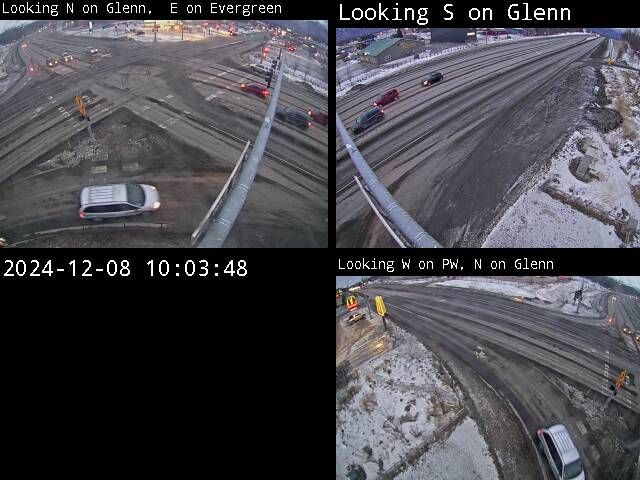 Looking N on Glenn,  E on Evergreen
Looking S on Glenn
2024-12-08 10:03:48
Looking W on PW, N on Glenn